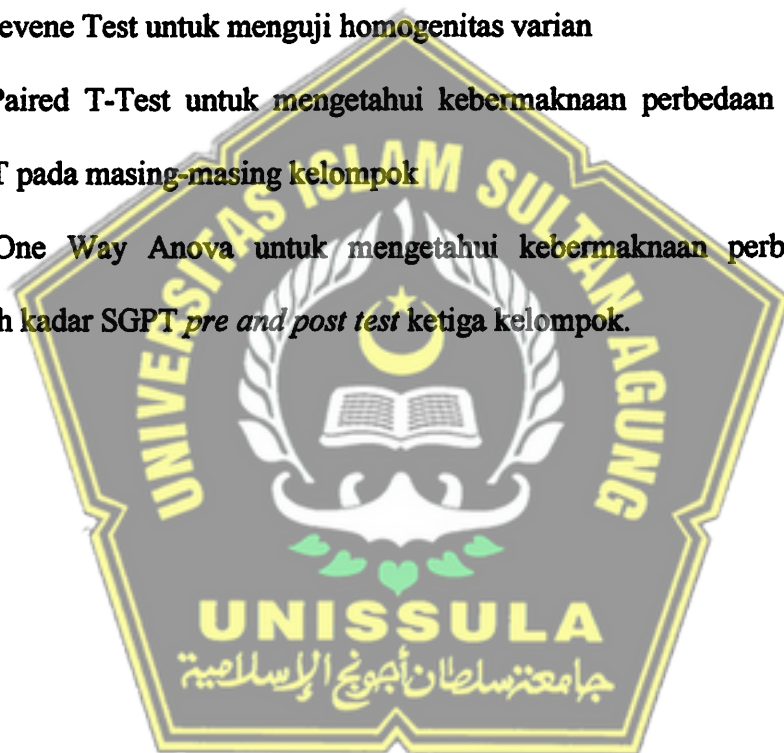 evene Test untuk menguji homogenitas varian
Paired T-Test untuk mengetahui kebermaknaan perbedaan
T pada masing-masing kelompok
One Way Anova untuk mengetahui kebermaknaan perb
h kadar SGPT pre and post test ketiga kelompok.
UNIVERSITAS ISLAM SULTAN AGUNG
UNISSULA
جامعة سلطان أجونج الإسلامية